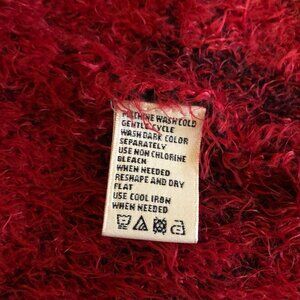 MACHINE WASH COLD
GENTLE CYCLE
WASH DARK COLOR
SEPARATELY
USE NON CHLORINE
BLEACH
WHEN NEEDED
RESHAPE AND DRY
FLAT
USE COOL IRON
WHEN NEEDED